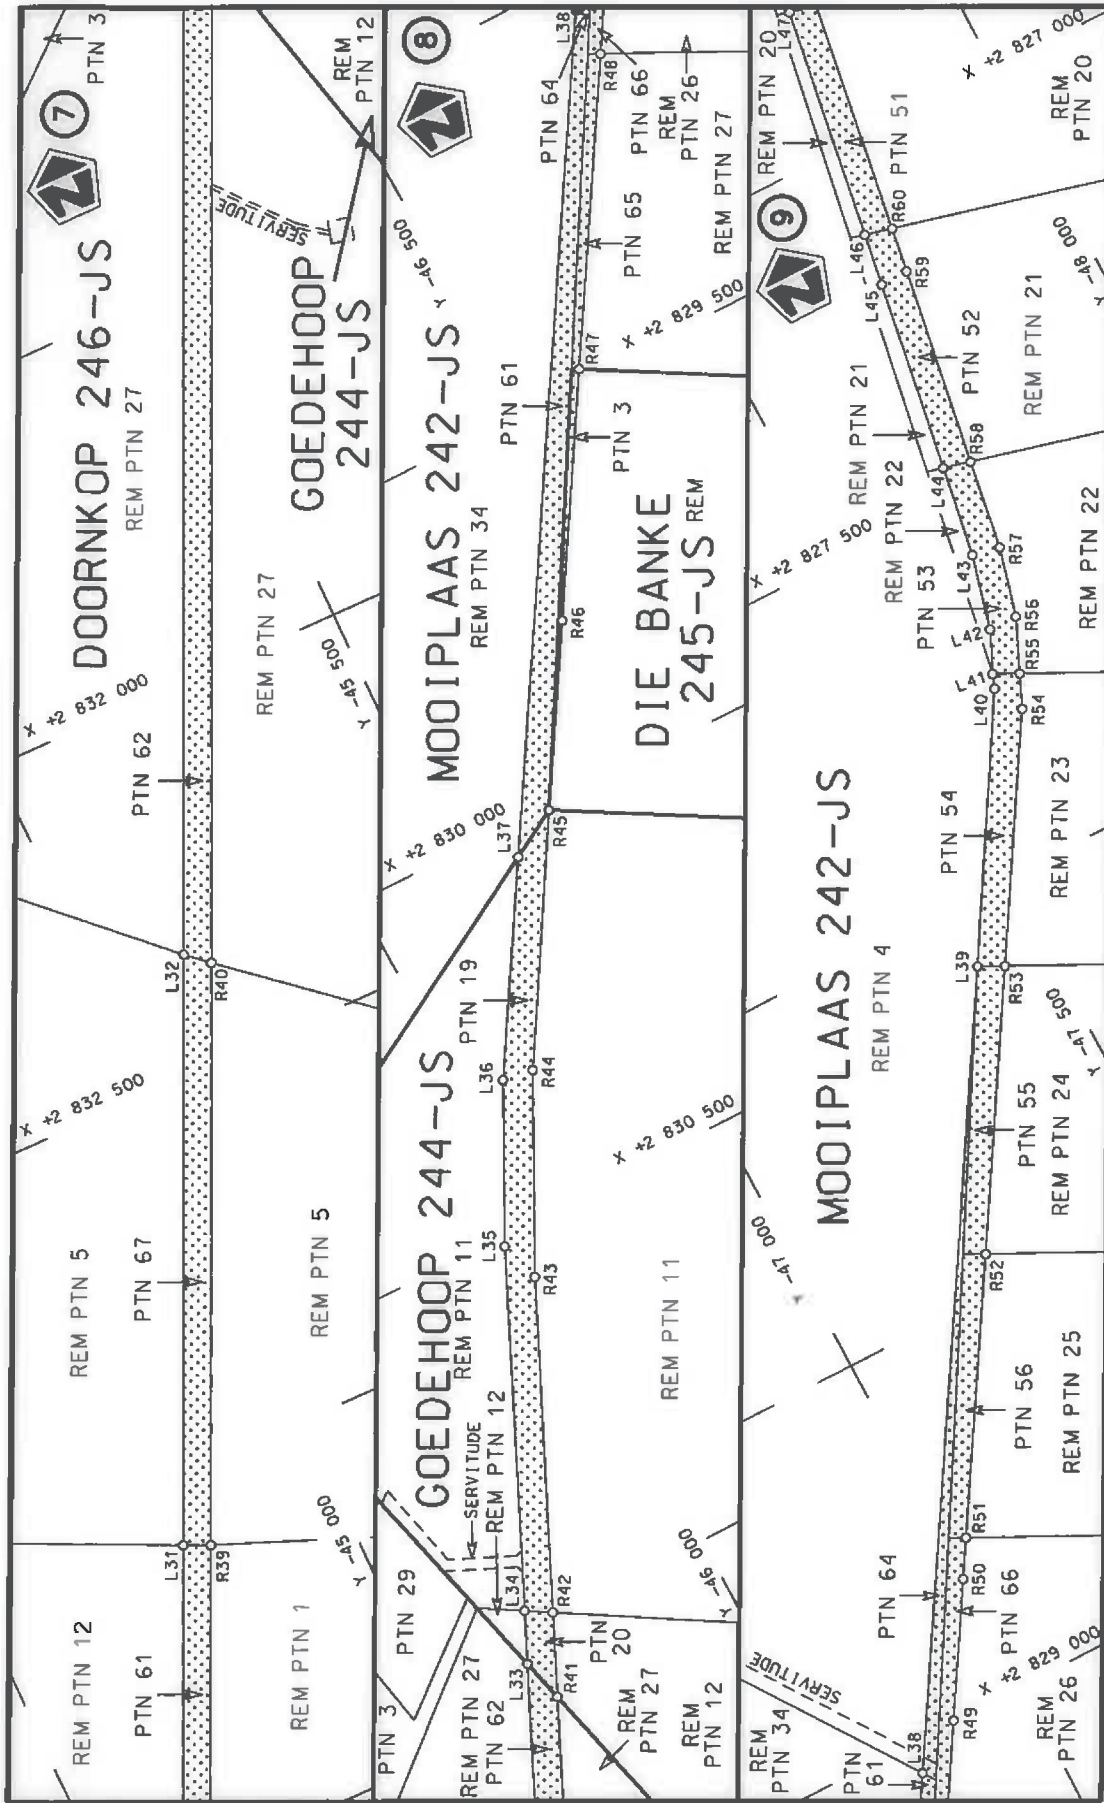 7
DOORNKOP 246-JS
REM PTN 12
PTN 61
REM PTN 1
L31
R39
Y -45 000
REM PTN 5
PTN 67
REM PTN 5
X +2 832 500
L32
R40
PTN 62
X +2 832 000
REM PTN 27
REM PTN 27
Y -45 500
SERVITUDE
GOEDEHOOP
244-JS
PTN 3
REM
PTN 12
8
PTN 3
PTN 29
REM PTN 27
PTN 62
L33
R41
REM
PTN 27
REM
PTN 12
L34
R42
PTN
20
SERVITUDE
REM PTN 12
GOEDEHOOP 244-JS
REM PTN 11
Y -46 000
REM PTN 11
L35
R43
L36
R44
PTN 19
X +2 830 500
L37
R45
X +2 830 000
MOOIPLAAS 242-JS
REM PTN 34
R46
PTN 61
PTN 3
DIE BANKE
245-JS REM
R47
X +2 829 500
Y -46 500
PTN 64
PTN 65
PTN 66
REM
PTN 26
REM PTN 27
L38
R48
9
REM
PTN 34
PTN
61
L38
SERVITUDE
R49
X +2 829 000
REM
PTN 26
PTN 64
PTN 66
R50
R51
PTN 56
REM PTN 25
Y -47 000
R52
PTN 55
REM PTN 24
Y -47 500
MOOIPLAAS 242-JS
REM PTN 4
L39
R53
PTN 54
REM PTN 23
L40
L41
R54
R55
L42
R56
PTN 53
REM PTN 22
L43
R57
X +2 827 500
REM PTN 22
L44
R58
REM PTN 21
PTN 52
REM PTN 21
L45
R59
L46
R60
Y -48 000
REM PTN 20
PTN 51
L47
X +2 827 000
REM
PTN 20